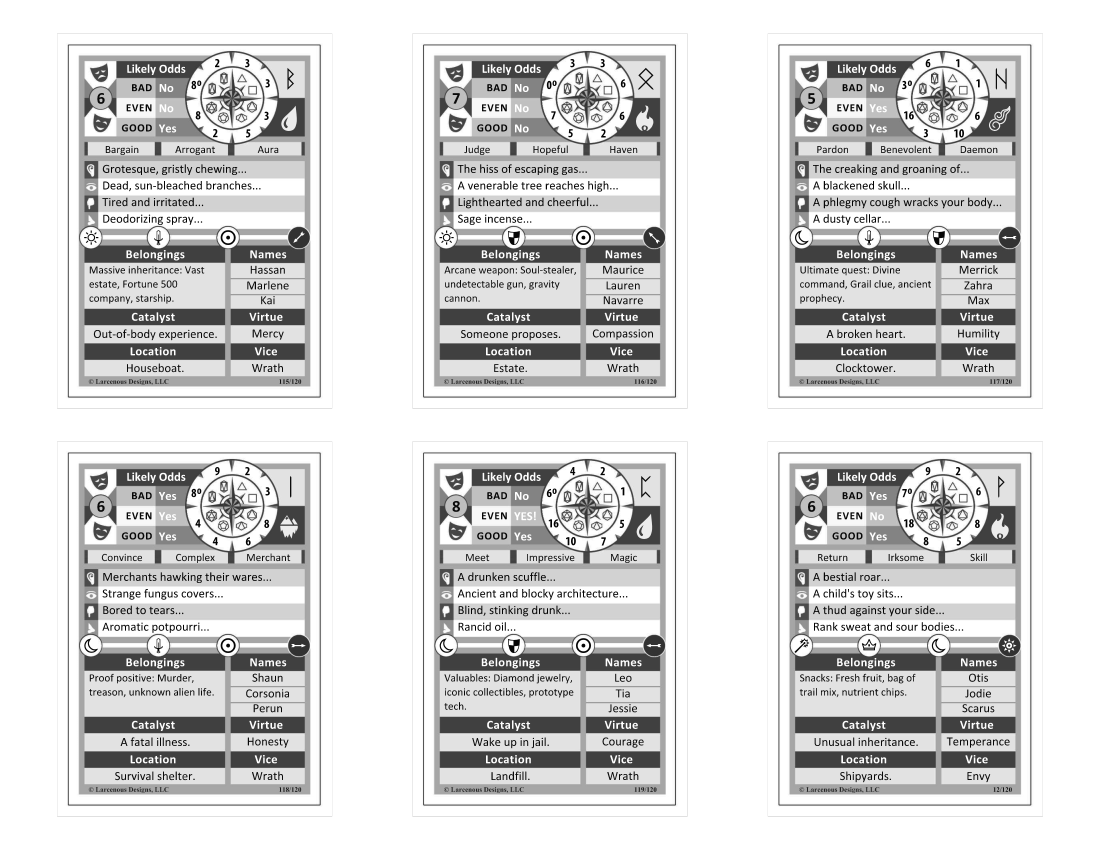 Likely Odds
6
BAD No
EVEN No
GOOD Yes
2 3 3 3 5 2 8 8º
ᛒ
Bargain Arrogant Aura
Grotesque, gristly chewing...
Dead, sun-bleached branches...
Tired and irritated...
Deodorizing spray...
Belongings Names
Massive inheritance: Vast
estate, Fortune 500
company, starship.
Hassan
Marlene
Kai
Catalyst Virtue
Out-of-body experience. Mercy
Location Vice
Houseboat. Wrath
© Larcenous Designs, LLC 115/120
Likely Odds
7
BAD No
EVEN No
GOOD No
3 3 6 6 2 5 7 0º
ᛟ
Judge Hopeful Haven
The hiss of escaping gas...
A venerable tree reaches high...
Lighthearted and cheerful...
Sage incense...
Belongings Names
Arcane weapon: Soul-stealer,
undetectable gun, gravity
cannon.
Maurice
Lauren
Navarre
Catalyst Virtue
Someone proposes. Compassion
Location Vice
Estate. Wrath
© Larcenous Designs, LLC 116/120
Likely Odds
5
BAD No
EVEN Yes
GOOD Yes
6 1 1 6 10 3 16 3º
ᚺ
Pardon Benevolent Daemon
The creaking and groaning of...
A blackened skull...
A phlegmy cough wracks your body...
A dusty cellar...
Belongings Names
Ultimate quest: Divine
command, Grail clue, ancient
prophecy.
Merrick
Zahra
Max
Catalyst Virtue
A broken heart. Humility
Location Vice
Clocktower. Wrath
© Larcenous Designs, LLC 117/120
Likely Odds
6
BAD Yes
EVEN Yes
GOOD Yes
9 2 3 8 6 4 4 8º
ᛁ
Convince Complex Merchant
Merchants hawking their wares...
Strange fungus covers...
Bored to tears...
Aromatic potpourri...
Belongings Names
Proof positive: Murder,
treason, unknown alien life.
Shaun
Corsonia
Perun
Catalyst Virtue
A fatal illness. Honesty
Location Vice
Survival shelter. Wrath
© Larcenous Designs, LLC 118/120
Likely Odds
8
BAD No
EVEN YES!
GOOD Yes
4 2 1 5 7 10 16 6º
ᛈ
Meet Impressive Magic
A drunken scuffle...
Ancient and blocky architecture...
Blind, stinking drunk...
Rancid oil...
Belongings Names
Valuables: Diamond jewelry,
iconic collectibles, prototype
tech.
Leo
Tia
Jessie
Catalyst Virtue
Wake up in jail. Courage
Location Vice
Landfill. Wrath
© Larcenous Designs, LLC 119/120
Likely Odds
6
BAD Yes
EVEN No
GOOD Yes
9 2 2 8 5 8 18 7º
ᚹ
Return Irksome Skill
A bestial roar...
A child's toy sits...
A thud against your side...
Rank sweat and sour bodies...
Belongings Names
Snacks: Fresh fruit, bag of
trail mix, nutrient chips.
Otis
Jodie
Scarus
Catalyst Virtue
Unusual inheritance. Temperance
Location Vice
Shipyards. Envy
© Larcenous Designs, LLC 12/120